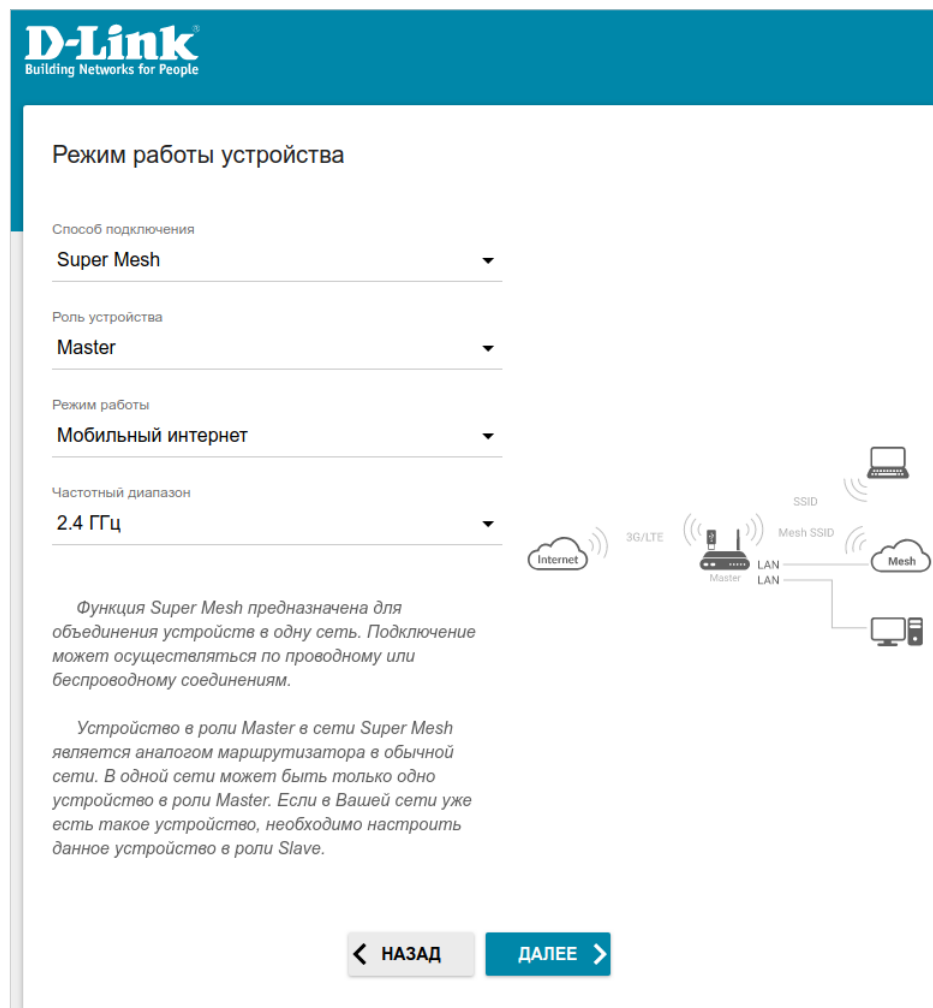 D-Link®
Building Networks for People
Режим работы устройства
Способ подключения
Super Mesh
Роль устройства
Master
Режим работы
Мобильный интернет
Частотный диапазон
2.4 ГГц
SSID
3G/LTE
Mesh SSID
Internet
LAN
Mesh
Master
LAN
Функция Super Mesh предназначена для
объединения устройств в одну сеть. Подключение
может осуществляться по проводному или
беспроводному соединениям.
Устройство в роли Master в сети Super Mesh
является аналогом маршрутизатора в обычной
сети. В одной сети может быть только одно
устройство в роли Master. Если в Вашей сети уже
есть такое устройство, необходимо настроить
данное устройство в роли Slave.
НАЗАД
ДАЛЕЕ